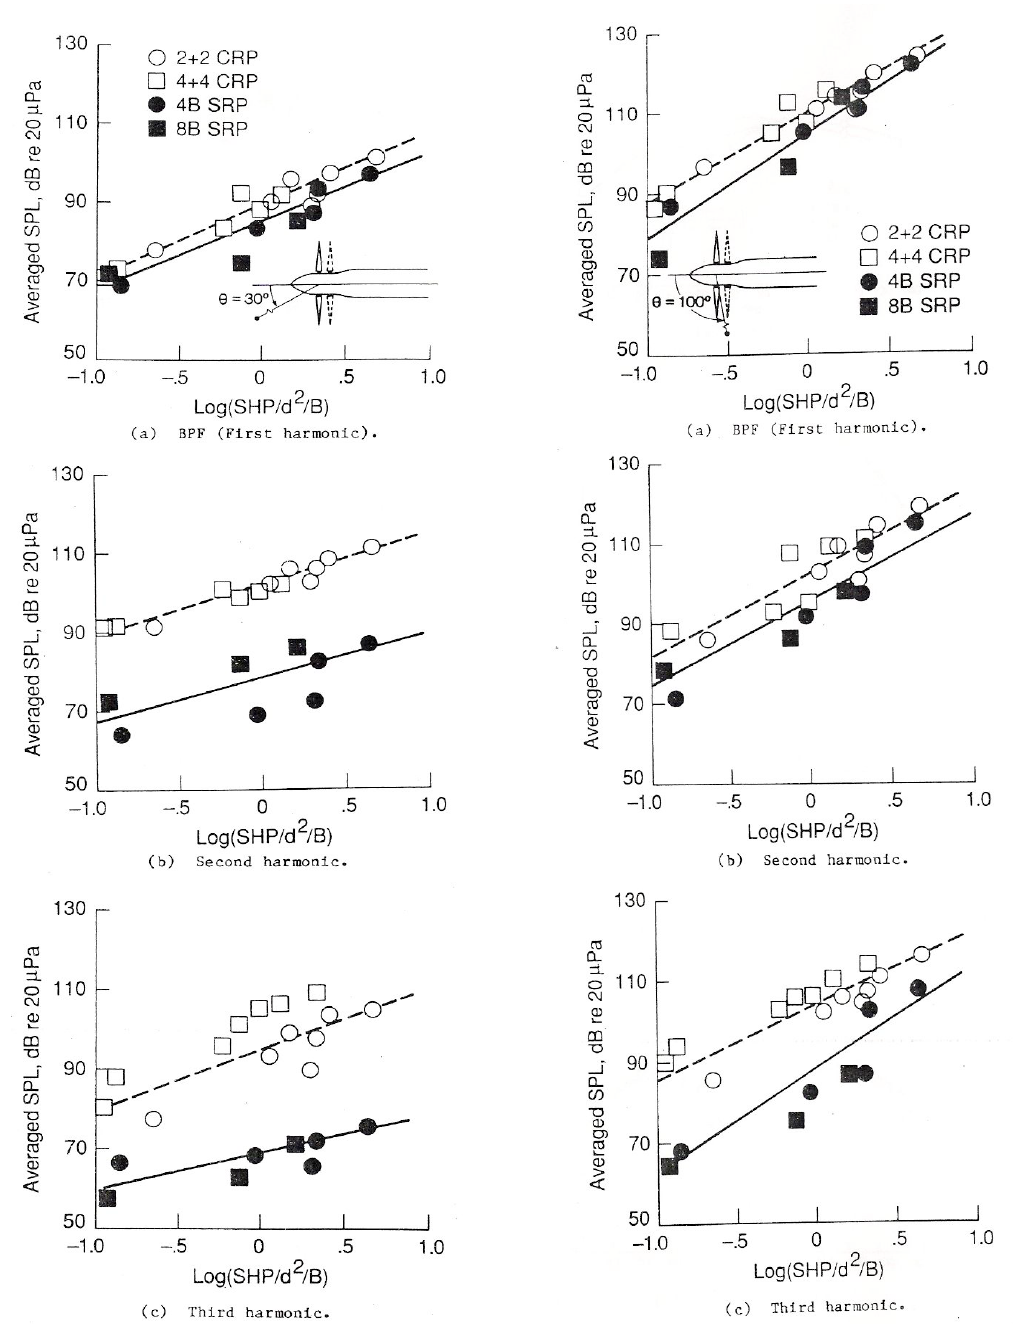 130
110
90
70
50
Averaged SPL, dB re 20 μPa
2+2 CRP
4+4 CRP
4B SRP
8B SRP
θ = 30°
−1.0 −.5 0 .5 1.0
Log(SHP/d²/B)
(a) BPF (First harmonic).
130
110
90
70
50
Averaged SPL, dB re 20 μPa
2+2 CRP
4+4 CRP
4B SRP
8B SRP
θ = 100°
−1.0 −.5 0 .5 1.0
Log(SHP/d²/B)
(a) BPF (First harmonic).
130
110
90
70
50
Averaged SPL, dB re 20 μPa
−1.0 −.5 0 .5 1.0
Log(SHP/d²/B)
(b) Second harmonic.
130
110
90
70
50
Averaged SPL, dB re 20 μPa
−1.0 −.5 0 .5 1.0
Log(SHP/d²/B)
(b) Second harmonic.
130
110
90
70
50
Averaged SPL, dB re 20 μPa
−1.0 −.5 0 .5 1.0
Log(SHP/d²/B)
(c) Third harmonic.
130
110
90
70
50
Averaged SPL, dB re 20 μPa
−1.0 −.5 0 .5 1.0
Log(SHP/d²/B)
(c) Third harmonic.